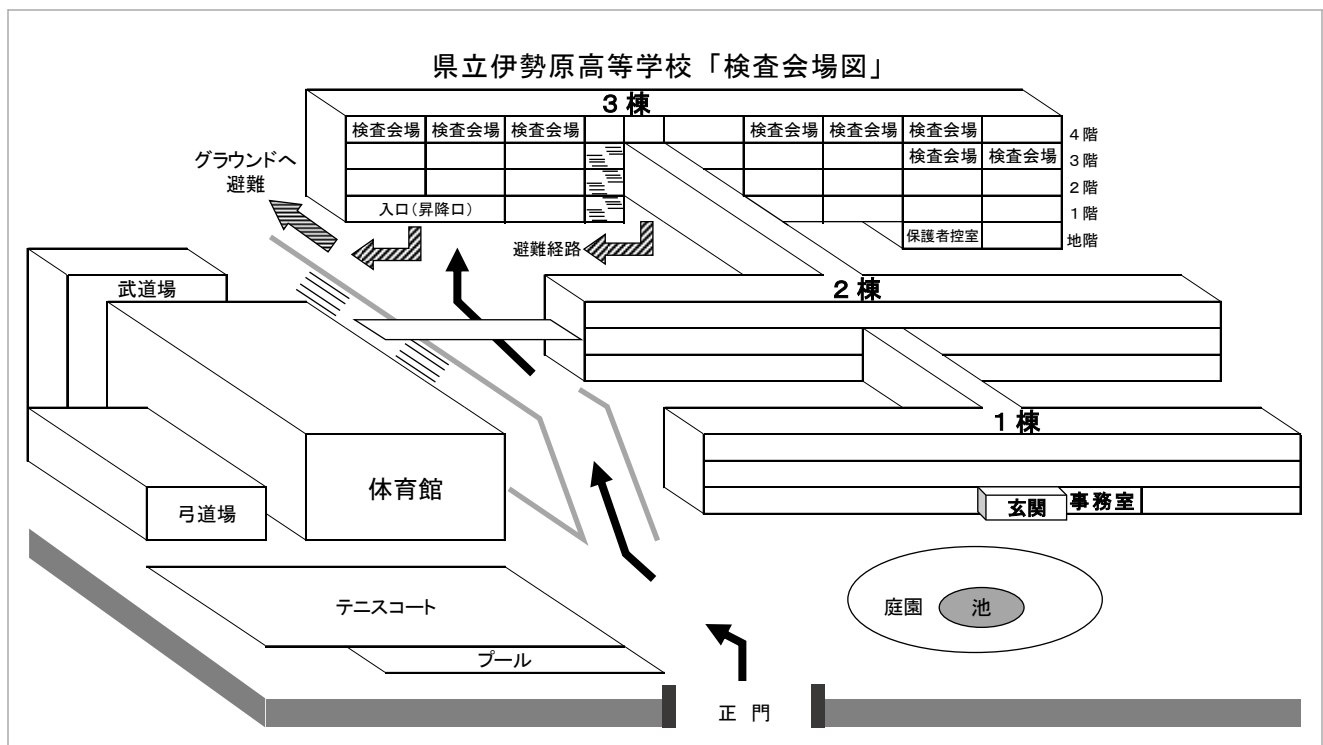 県立伊勢原高等学校「検査会場図」
3棟
検査会場 検査会場 検査会場 検査会場 検査会場 検査会場 4階
検査会場 検査会場 3階
2階
1階
入口(昇降口)
保護者控室 地階
グラウンドへ
避難
避難経路
武道場
2棟
1棟
体育館
弓道場
玄関
事務室
テニスコート
庭園
池
プール
正 門